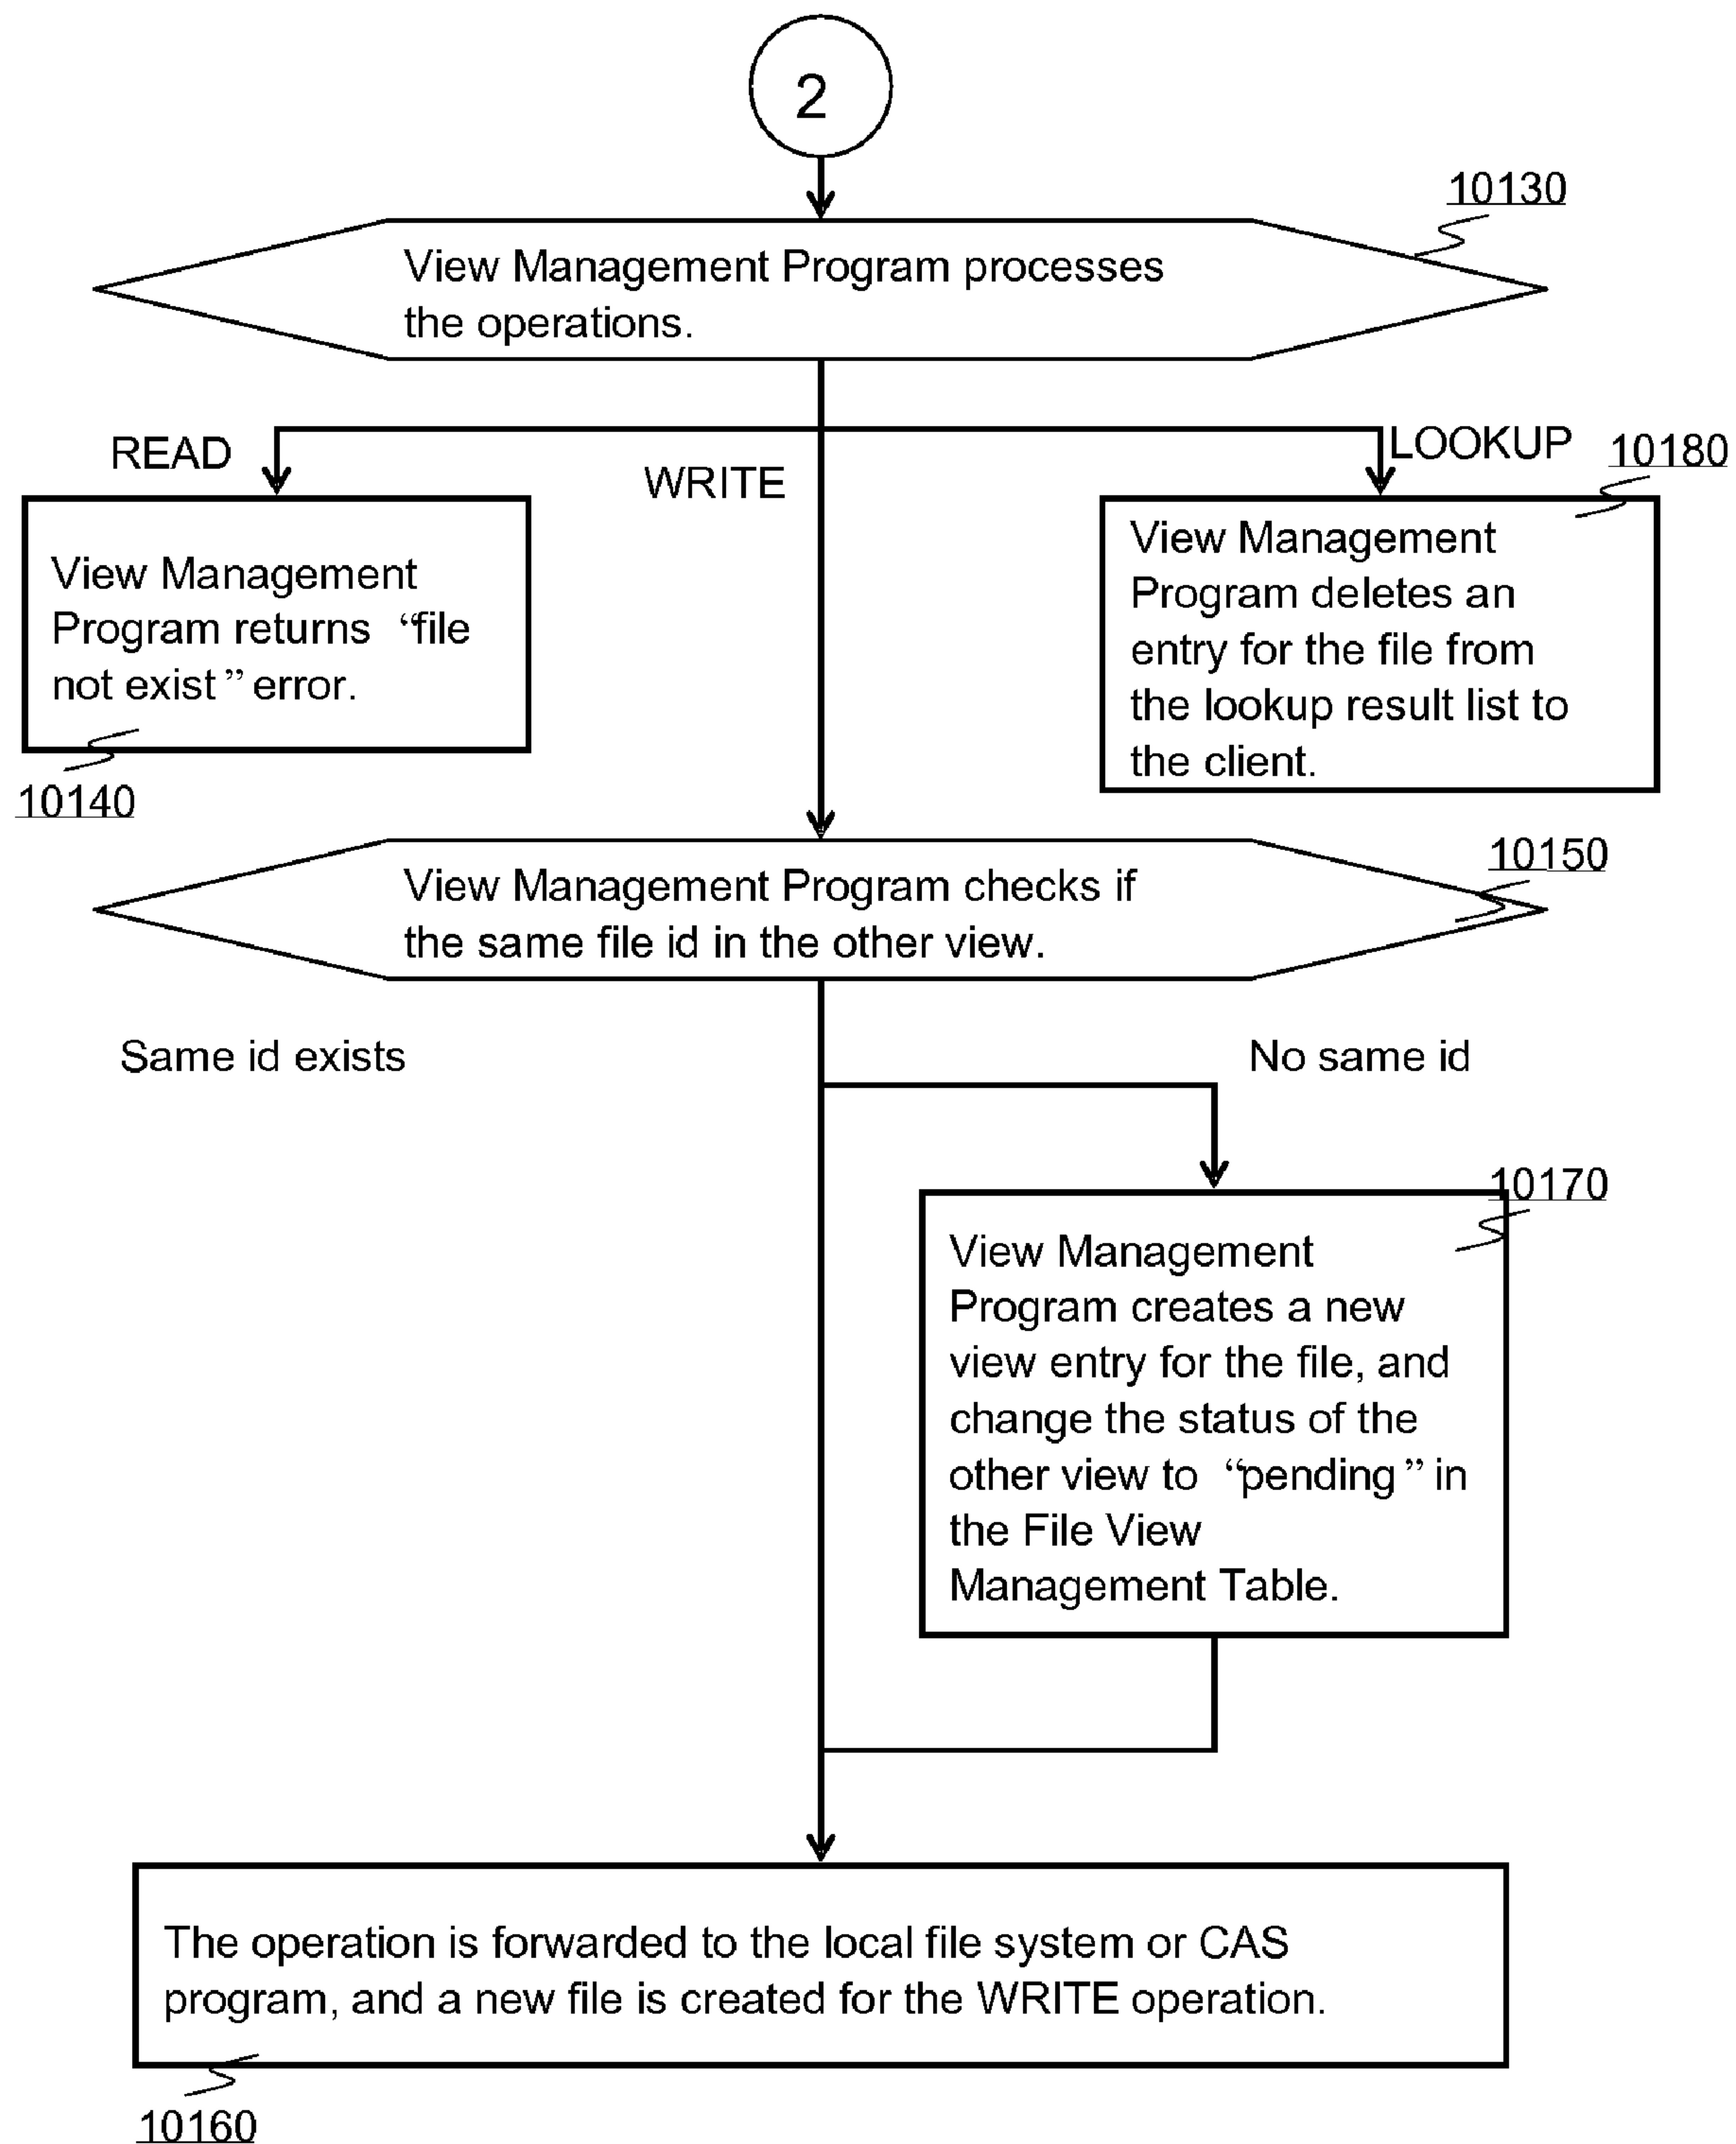 2
10130
View Management Program processes
the operations.
READ
WRITE
LOOKUP
10180
View Management
Program returns “file
not exist” error.
10140
View Management
Program deletes an
entry for the file from
the lookup result list to
the client.
10150
View Management Program checks if
the same file id in the other view.
Same id exists
No same id
10170
View Management
Program creates a new
view entry for the file, and
change the status of the
other view to “pending” in
the File View
Management Table.
The operation is forwarded to the local file system or CAS
program, and a new file is created for the WRITE operation.
10160